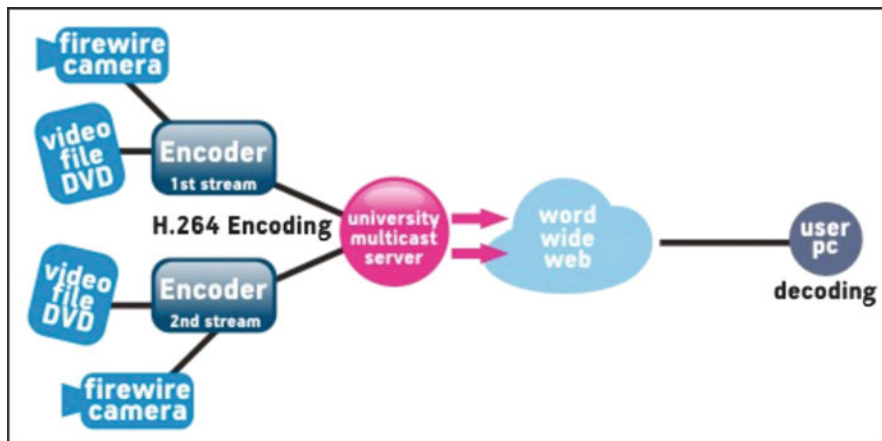 firewire
camera
video
file
DVD
Encoder
1st stream
H.264 Encoding
university
multicast
server
word
wide
web
user
pc
decoding
video
file
DVD
Encoder
2nd stream
firewire
camera